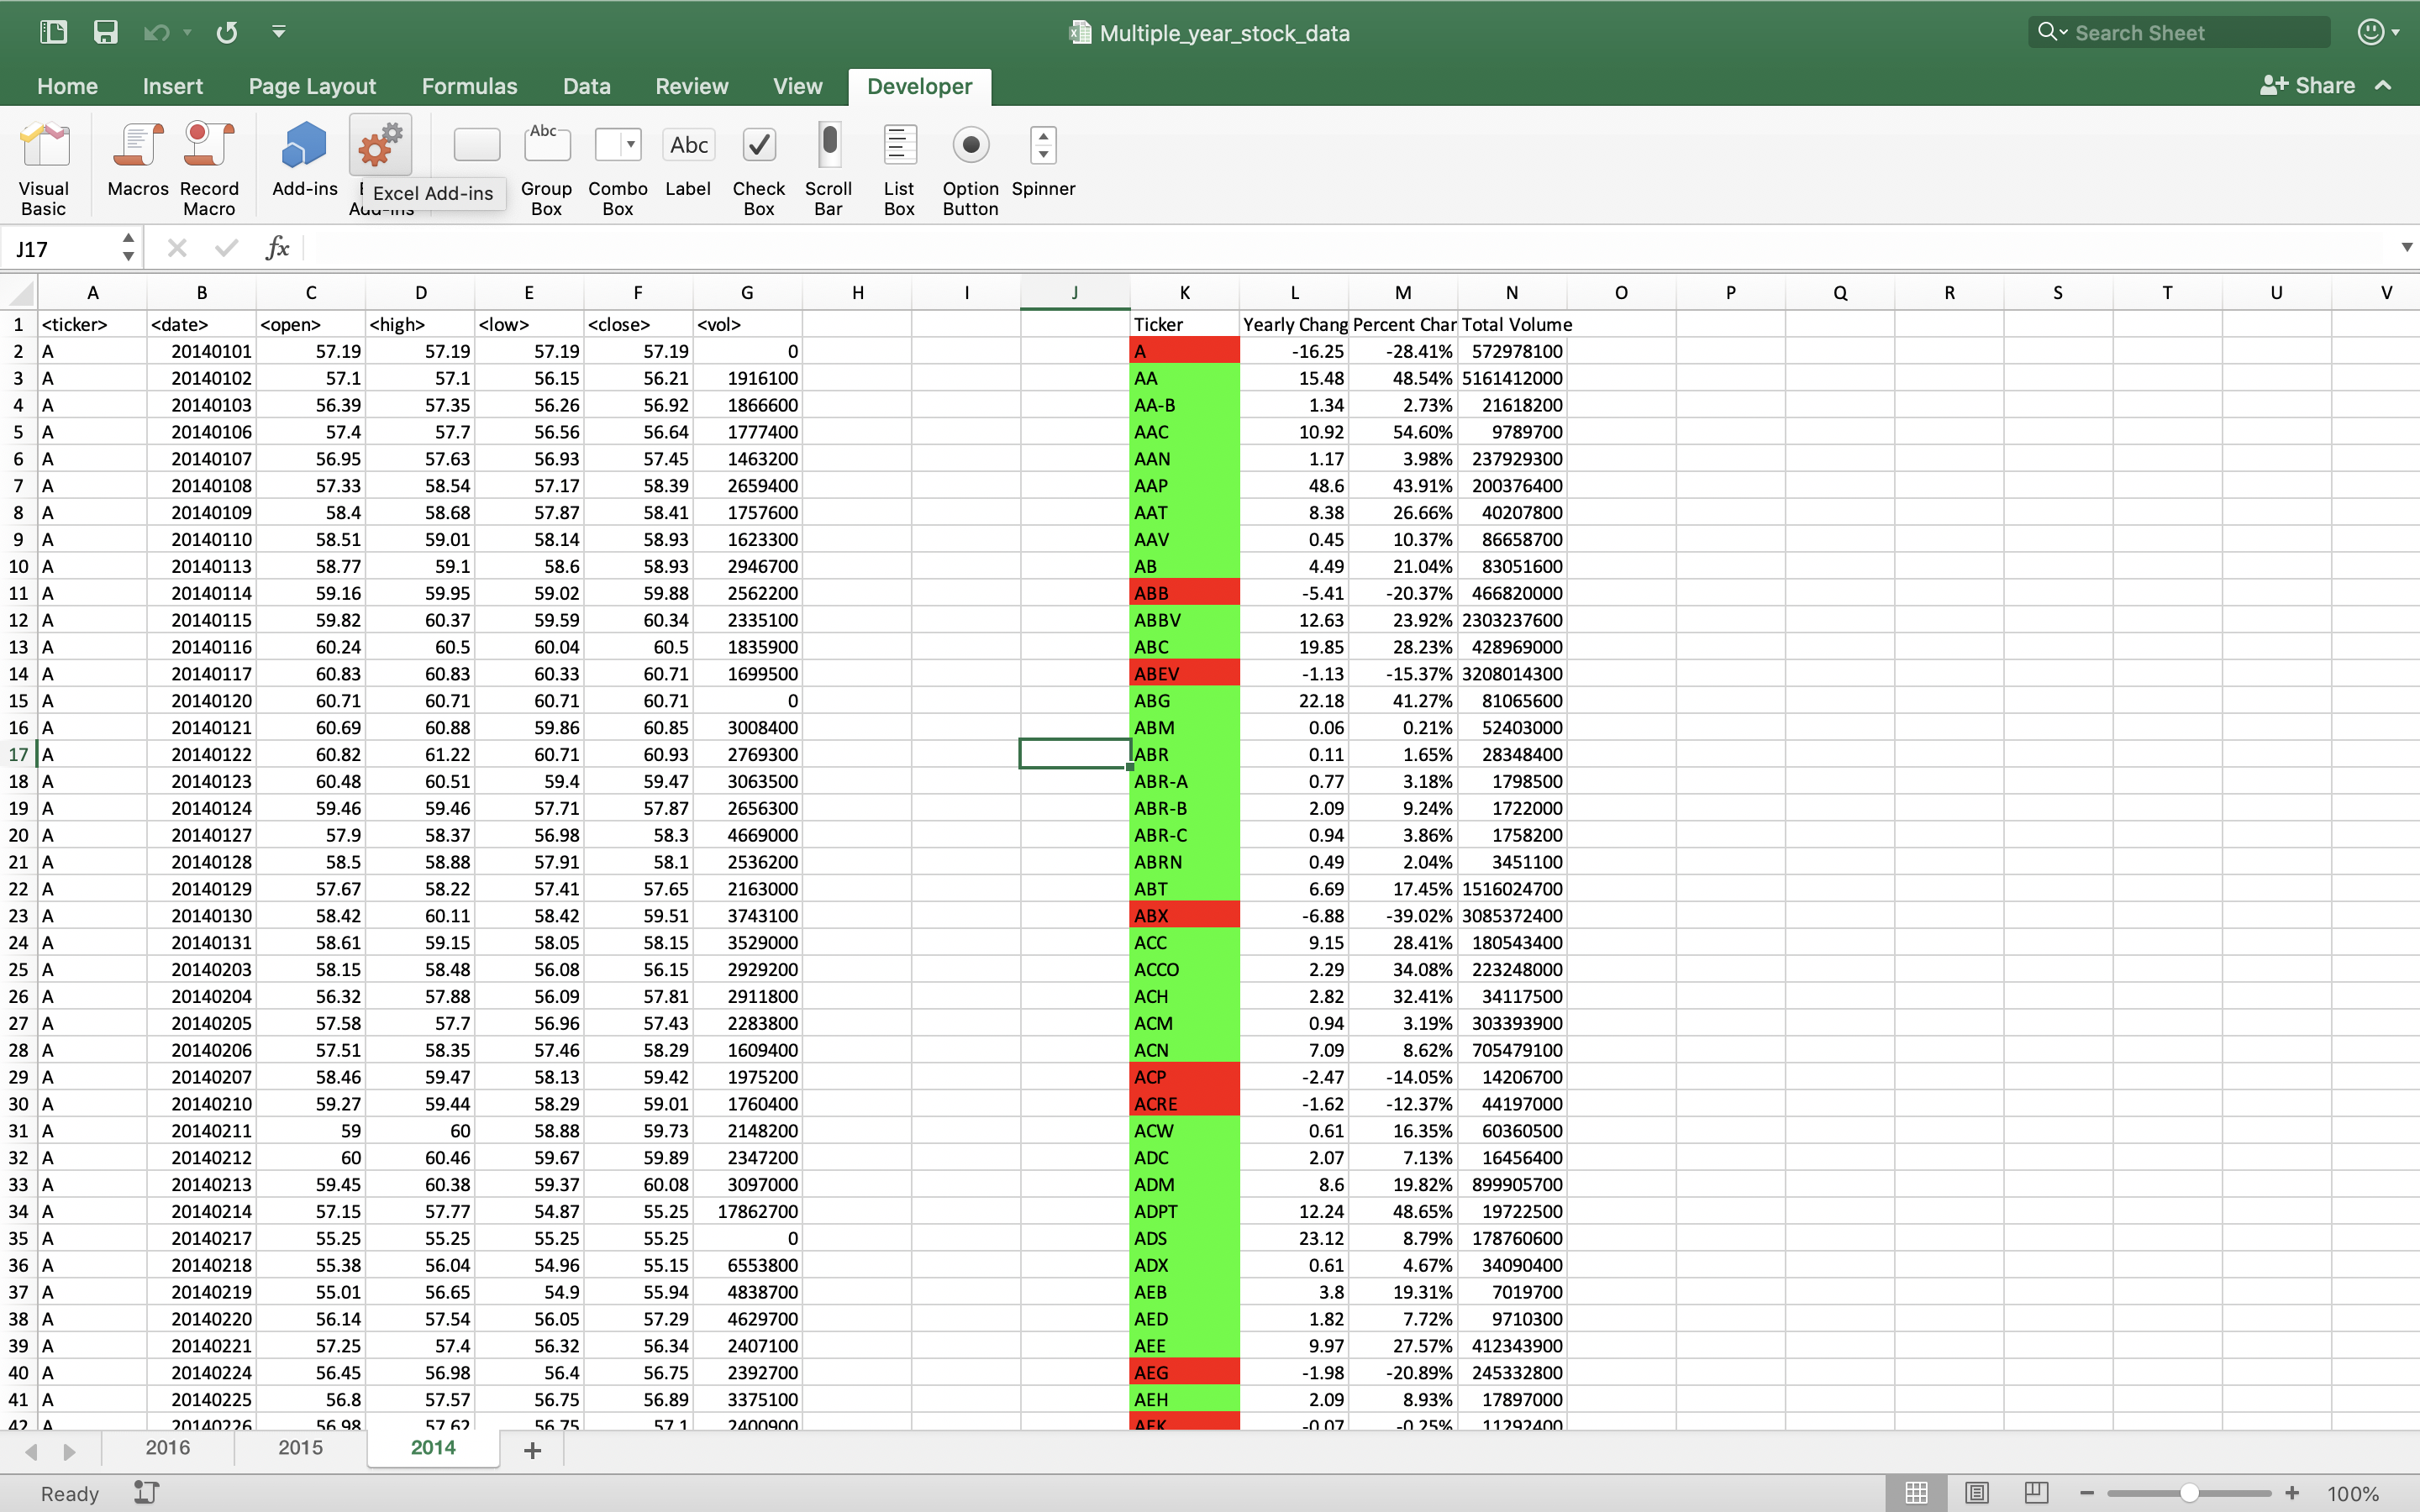 Multiple_year_stock_data
Search Sheet
Home Insert Page Layout Formulas Data Review View Developer Share
Visual Basic
Macros
Record Macro
Add-ins
Excel Add-ins
Group Box
Abc
Combo Box
Abc
Label
Check Box
Scroll Bar
List Box
Option Button
Spinner
J17 fx
A B C D E F G H I J K L M N O P Q R S T U V
1 <ticker> <date> <open> <high> <low> <close> <vol> Ticker Yearly Chang Percent Char Total Volume
2 A 20140101 57.19 57.19 57.19 57.19 0 A -16.25 -28.41% 572978100
3 A 20140102 57.1 57.1 56.15 56.21 1916100 AA 15.48 48.54% 5161412000
4 A 20140103 56.39 57.35 56.26 56.92 1866600 AA-B 1.34 2.73% 21618200
5 A 20140106 57.4 57.7 56.56 56.64 1777400 AAC 10.92 54.60% 9789700
6 A 20140107 56.95 57.63 56.93 57.45 1463200 AAN 1.17 3.98% 237929300
7 A 20140108 57.33 58.54 57.17 58.39 2659400 AAP 48.6 43.91% 200376400
8 A 20140109 58.4 58.68 57.87 58.41 1757600 AAT 8.38 26.66% 40207800
9 A 20140110 58.51 59.01 58.14 58.93 1623300 AAV 0.45 10.37% 86658700
10 A 20140113 58.77 59.1 58.6 58.93 2946700 AB 4.49 21.04% 83051600
11 A 20140114 59.16 59.95 59.02 59.88 2562200 ABB -5.41 -20.37% 466820000
12 A 20140115 59.82 60.37 59.59 60.34 2335100 ABBV 12.63 23.92% 2303237600
13 A 20140116 60.24 60.5 60.04 60.5 1835900 ABC 19.85 28.23% 428969000
14 A 20140117 60.83 60.83 60.33 60.71 1699500 ABEV -1.13 -15.37% 3208014300
15 A 20140120 60.71 60.71 60.71 60.71 0 ABG 22.18 41.27% 81065600
16 A 20140121 60.69 60.88 59.86 60.85 3008400 ABM 0.06 0.21% 52403000
17 A 20140122 60.82 61.22 60.71 60.93 2769300 ABR 0.11 1.65% 28348400
18 A 20140123 60.48 60.51 59.4 59.47 3063500 ABR-A 0.77 3.18% 1798500
19 A 20140124 59.46 59.46 57.71 57.87 2656300 ABR-B 2.09 9.24% 1722000
20 A 20140127 57.9 58.37 56.98 58.3 4669000 ABR-C 0.94 3.86% 1758200
21 A 20140128 58.5 58.88 57.91 58.1 2536200 ABRN 0.49 2.04% 3451100
22 A 20140129 57.67 58.22 57.41 57.65 2163000 ABT 6.69 17.45% 1516024700
23 A 20140130 58.42 60.11 58.42 59.51 3743100 ABX -6.88 -39.02% 3085372400
24 A 20140131 58.61 59.15 58.05 58.15 3529000 ACC 9.15 28.41% 180543400
25 A 20140203 58.15 58.48 56.08 56.15 2929200 ACCO 2.29 34.08% 223248000
26 A 20140204 56.32 57.88 56.09 57.81 2911800 ACH 2.82 32.41% 34117500
27 A 20140205 57.58 57.7 56.96 57.43 2283800 ACM 0.94 3.19% 303393900
28 A 20140206 57.51 58.35 57.46 58.29 1609400 ACN 7.09 8.62% 705479100
29 A 20140207 58.46 59.47 58.13 59.42 1975200 ACP -2.47 -14.05% 14206700
30 A 20140210 59.27 59.44 58.29 59.01 1760400 ACRE -1.62 -12.37% 44197000
31 A 20140211 59 60 58.88 59.73 2148200 ACW 0.61 16.35% 60360500
32 A 20140212 60 60.46 59.67 59.89 2347200 ADC 2.07 7.13% 16456400
33 A 20140213 59.45 60.38 59.37 60.08 3097000 ADM 8.6 19.82% 899905700
34 A 20140214 57.15 57.77 54.87 55.25 17862700 ADPT 12.24 48.65% 19722500
35 A 20140217 55.25 55.25 55.25 55.25 0 ADS 23.12 8.79% 178760600
36 A 20140218 55.38 56.04 54.96 55.15 6553800 ADX 0.61 4.67% 34090400
37 A 20140219 55.01 56.65 54.9 55.94 4838700 AEB 3.8 19.31% 7019700
38 A 20140220 56.14 57.54 56.05 57.29 4629700 AED 1.82 7.72% 9710300
39 A 20140221 57.25 57.4 56.32 56.34 2407100 AEE 9.97 27.57% 412343900
40 A 20140224 56.45 56.98 56.4 56.75 2392700 AEG -1.98 -20.89% 245332800
41 A 20140225 56.8 57.57 56.75 56.89 3375100 AEH 2.09 8.93% 17897000
42 A 20140226 56.98 57.62 56.75 57.1 2400900 AEK -0.07 -0.25% 11292400
2016 2015 2014
Ready 100%